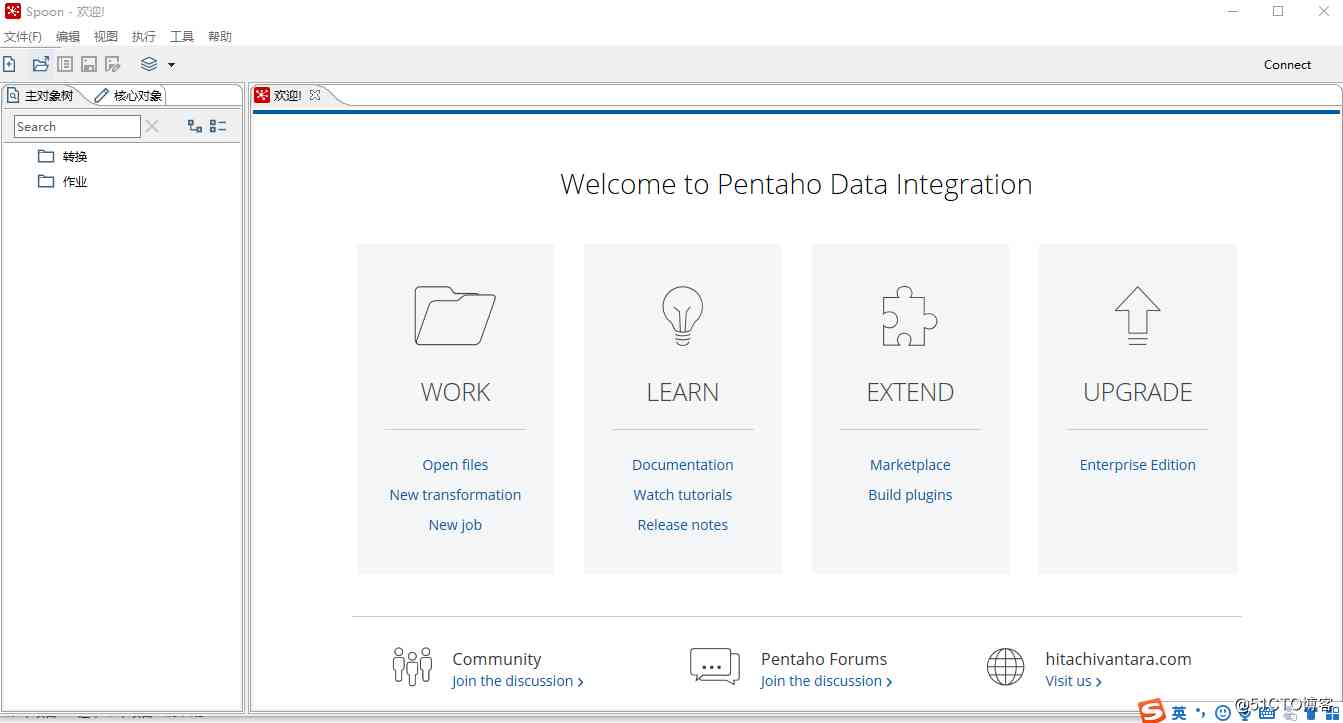 Spoon - 欢迎!
文件(F) 编辑 视图 执行 工具 帮助
Connect
主对象树 核心对象 欢迎!
Search
转换
作业
Welcome to Pentaho Data Integration
WORK LEARN EXTEND UPGRADE
Open files Documentation Marketplace Enterprise Edition
New transformation Watch tutorials Build plugins
New job Release notes
Community Pentaho Forums hitachivantara.com
Join the discussion › Join the discussion › Visit us ›
英
@51CTO博客